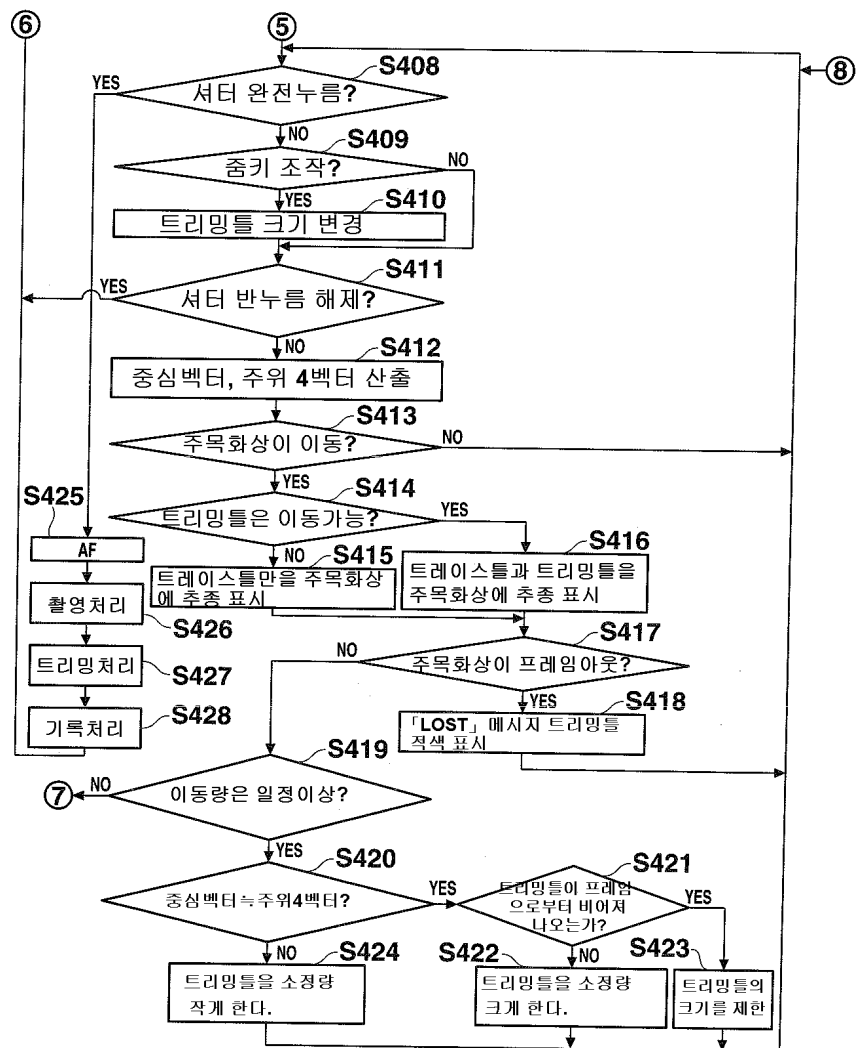 ⑥
⑤
⑧
S408
YES
셔터 완전누름?
NO
S409
줌키 조작?
NO
YES
S410
트리밍틀 크기 변경
S411
YES
셔터 반누름 해제?
NO
S412
중심벡터, 주위 4벡터 산출
S413
주목화상이 이동?
NO
YES
S414
트리밍틀은 이동가능?
YES
NO
S415
트레이스틀만을 주목화상
에 추종 표시
S416
트레이스틀과 트리밍틀을
주목화상에 추종 표시
S425
AF
촬영처리
S426
트리밍처리
S427
기록처리
S428
S417
NO
주목화상이 프레임아웃?
YES
S418
「LOST」 메시지 트리밍틀
적색 표시
S419
⑦
NO
이동량은 일정이상?
YES
S420
중심벡터≒주위4벡터?
YES
S421
트리밍틀이 프레임
으로부터 비어져
나오는가?
YES
NO
S424
트리밍틀을 소정량
작게 한다.
NO
S422
트리밍틀을 소정량
크게 한다.
S423
트리밍틀의
크기를 제한